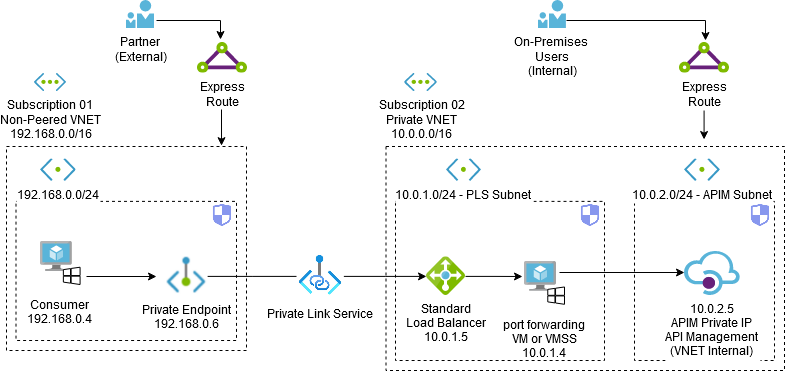 Partner
(External)
Express
Route
On-Premises
Users
(Internal)
Express
Route
Subscription 01
Non-Peered VNET
192.168.0.0/16
Subscription 02
Private VNET
10.0.0.0/16
192.168.0.0/24
10.0.1.0/24 - PLS Subnet
10.0.2.0/24 - APIM Subnet
Consumer
192.168.0.4
Private Endpoint
192.168.0.6
Private Link Service
Standard
Load Balancer
10.0.1.5
port forwarding
VM or VMSS
10.0.1.4
10.0.2.5
APIM Private IP
API Management
(VNET Internal)